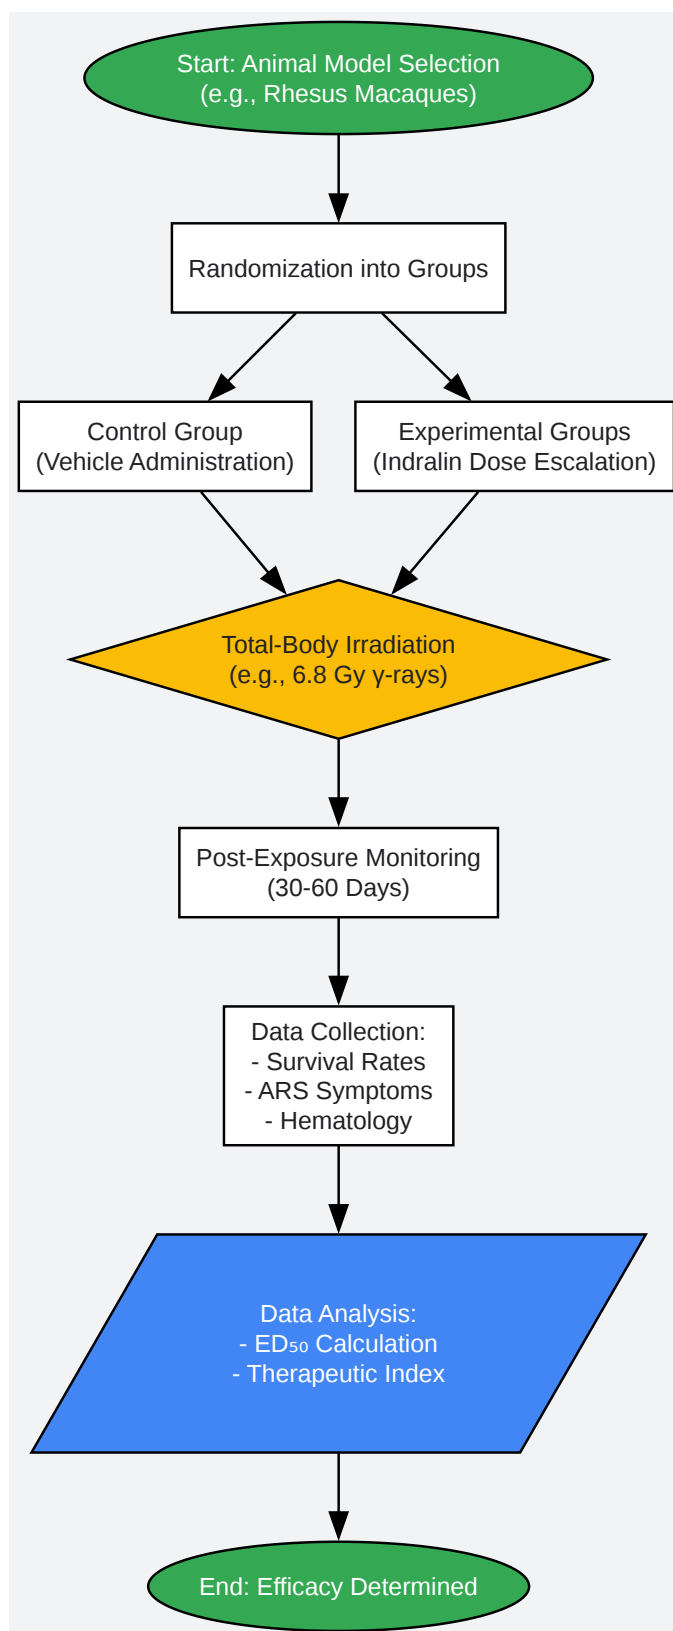 Start: Animal Model Selection
(e.g., Rhesus Macaques)
Randomization into Groups
Control Group
(Vehicle Administration)
Experimental Groups
(Indralin Dose Escalation)
Total-Body Irradiation
(e.g., 6.8 Gy γ-rays)
Post-Exposure Monitoring
(30-60 Days)
Data Collection:
- Survival Rates
- ARS Symptoms
- Hematology
Data Analysis:
- ED₅₀ Calculation
- Therapeutic Index
End: Efficacy Determined